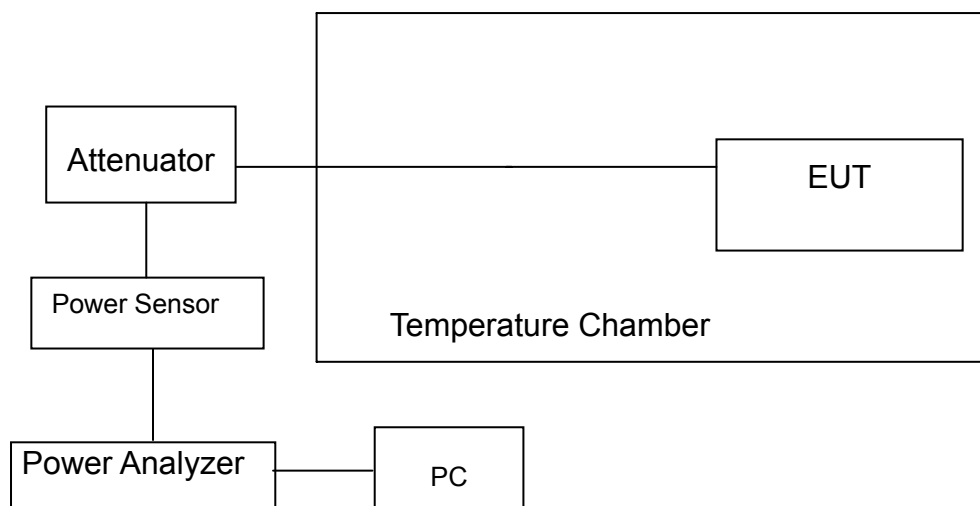 Attenuator
EUT
Power Sensor
Temperature Chamber
Power Analyzer
PC